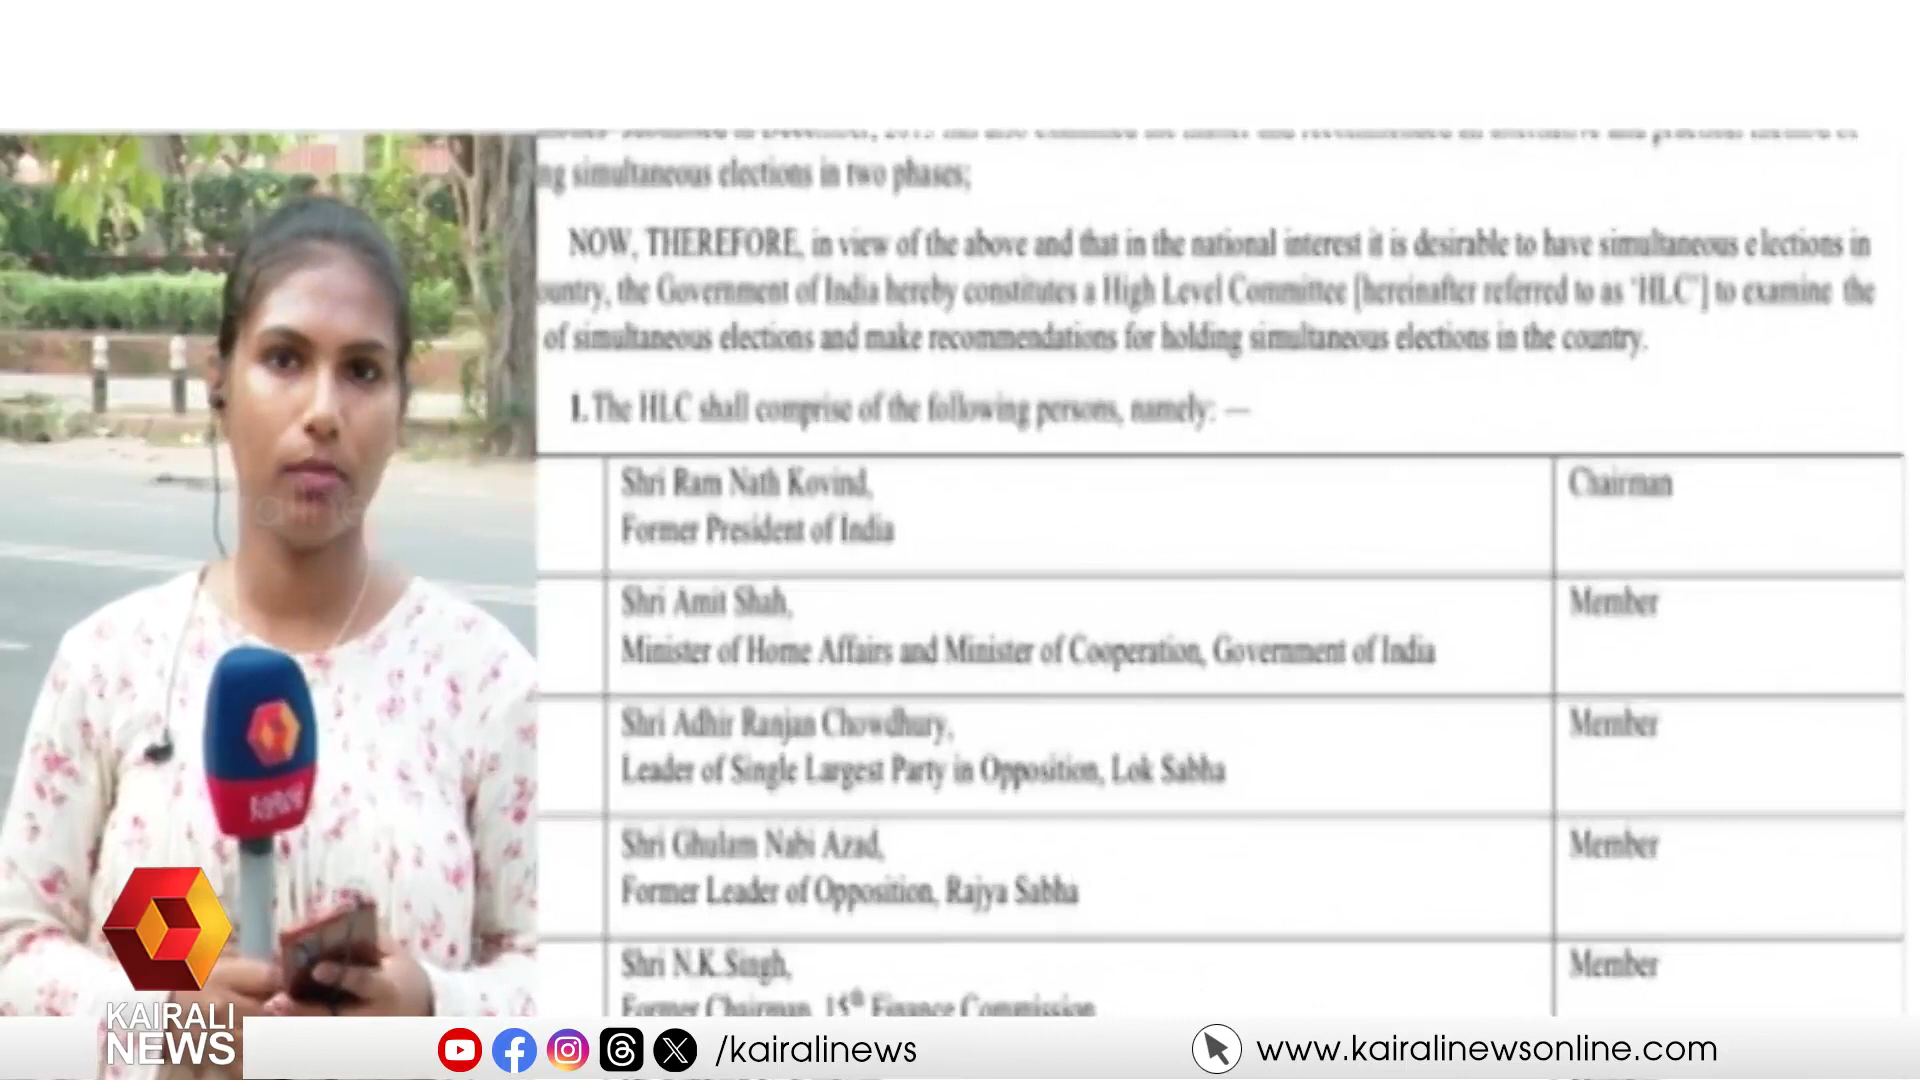 ng simultaneous elections in two phases;
NOW, THEREFORE, in view of the above and that in the national interest it is desirable to have simultaneous elections in
ountry, the Government of India hereby constitutes a High Level Committee [hereinafter referred to as 'HLC'] to examine the
of simultaneous elections and make recommendations for holding simultaneous elections in the country.
1. The HLC shall comprise of the following persons, namely: —
Shri Ram Nath Kovind,
Former President of India
Chairman
Shri Amit Shah,
Minister of Home Affairs and Minister of Cooperation, Government of India
Member
Shri Adhir Ranjan Chowdhury,
Leader of Single Largest Party in Opposition, Lok Sabha
Member
Shri Ghulam Nabi Azad,
Former Leader of Opposition, Rajya Sabha
Member
Shri N.K.Singh,
Former Chairman, 15th Finance Commission
Member
KAIRALI
NEWS
/kairalinews
www.kairalinewsonline.com